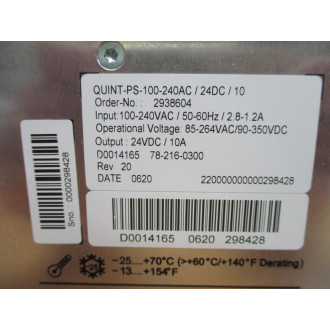 QUINT-PS-100-240AC / 24DC / 10
Order-No.: 2938604
Input:100-240VAC / 50-60Hz / 2.8-1.2A
Operational Voltage: 85-264VAC/90-350VDC
Output : 24VDC / 10A
D0014165 78-216-0300
Rev 20
DATE 0620 220000000000298428
Sno. 0000298428
D0014165 0620 298428
–25....+70°C (>+60°C/+140°F Derating)
–13....+154°F